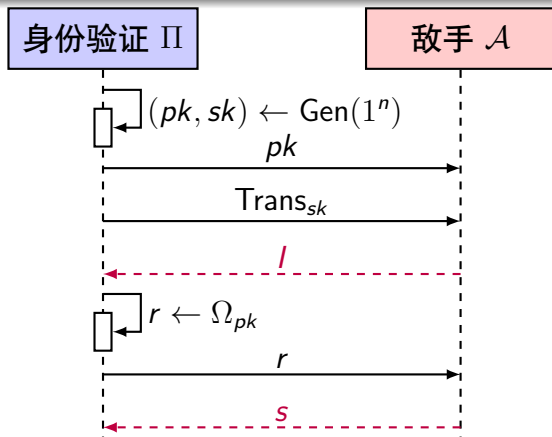 身份验证 Π
敌手 𝒜
(pk, sk) ← Gen(1ⁿ)
pk
Trans_sk
I
r ← Ω_pk
r
s